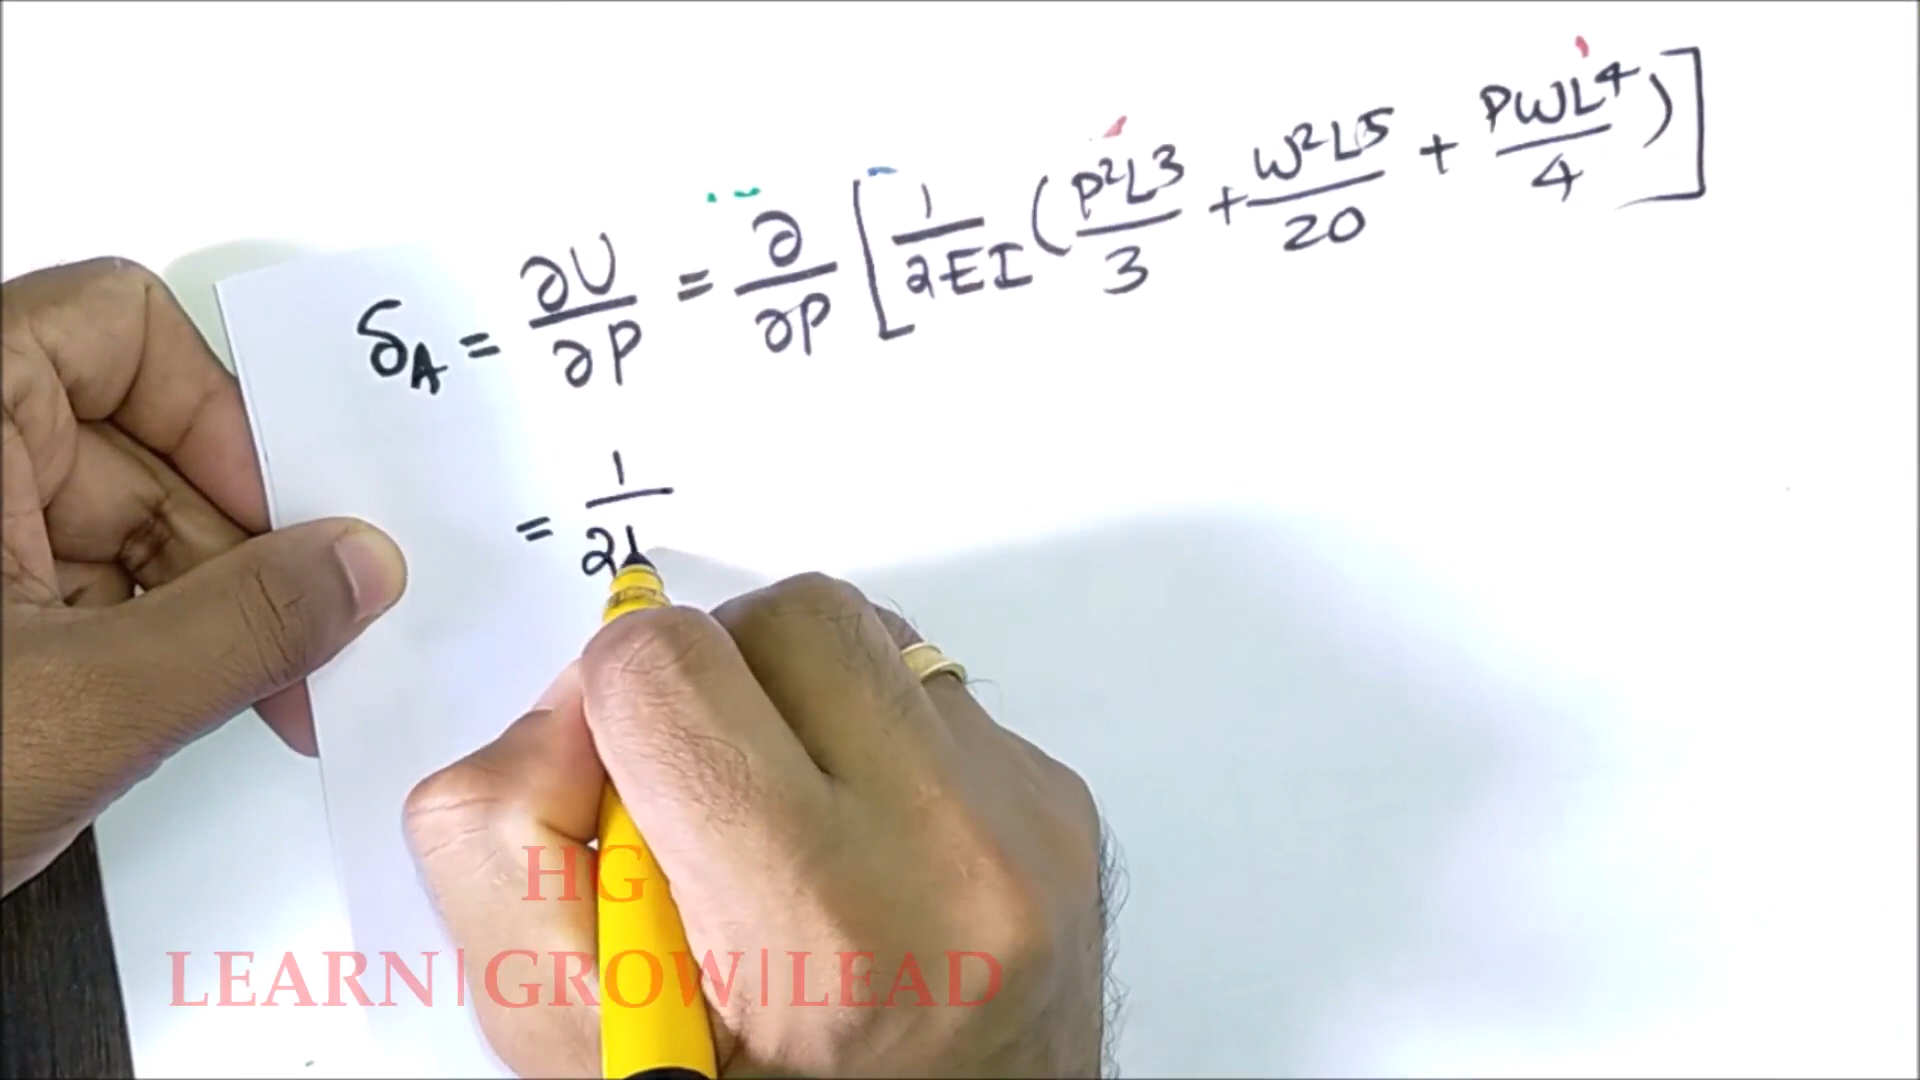 δA = ∂U/∂P = ∂/∂P [ 1/2EI ( P²L3/3 + W²L5/20 + PWL⁴/4 ) ]
= 1/2
HG
LEARN|GROW|LEAD